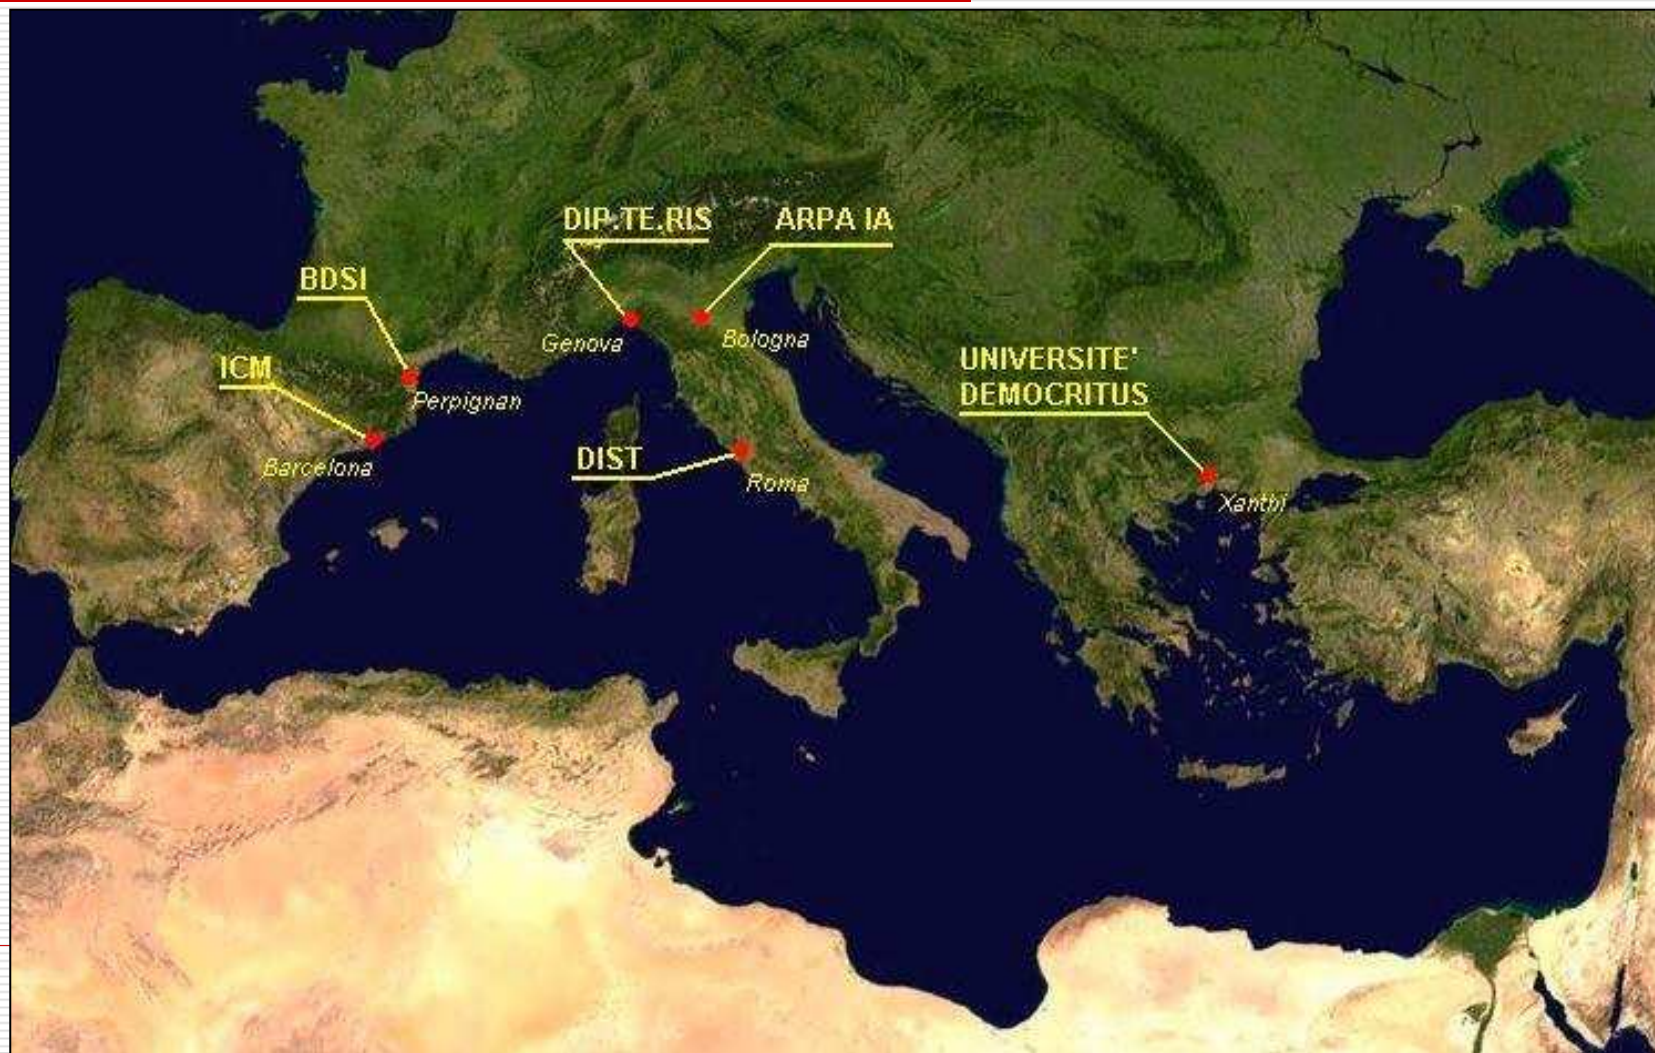 DIP.TE.RIS
ARPA IA
BDSI
Genova
Bologna
ICM
Perpignan
UNIVERSITE'
DEMOCRITUS
Barcelona
DIST
Roma
Xanthi